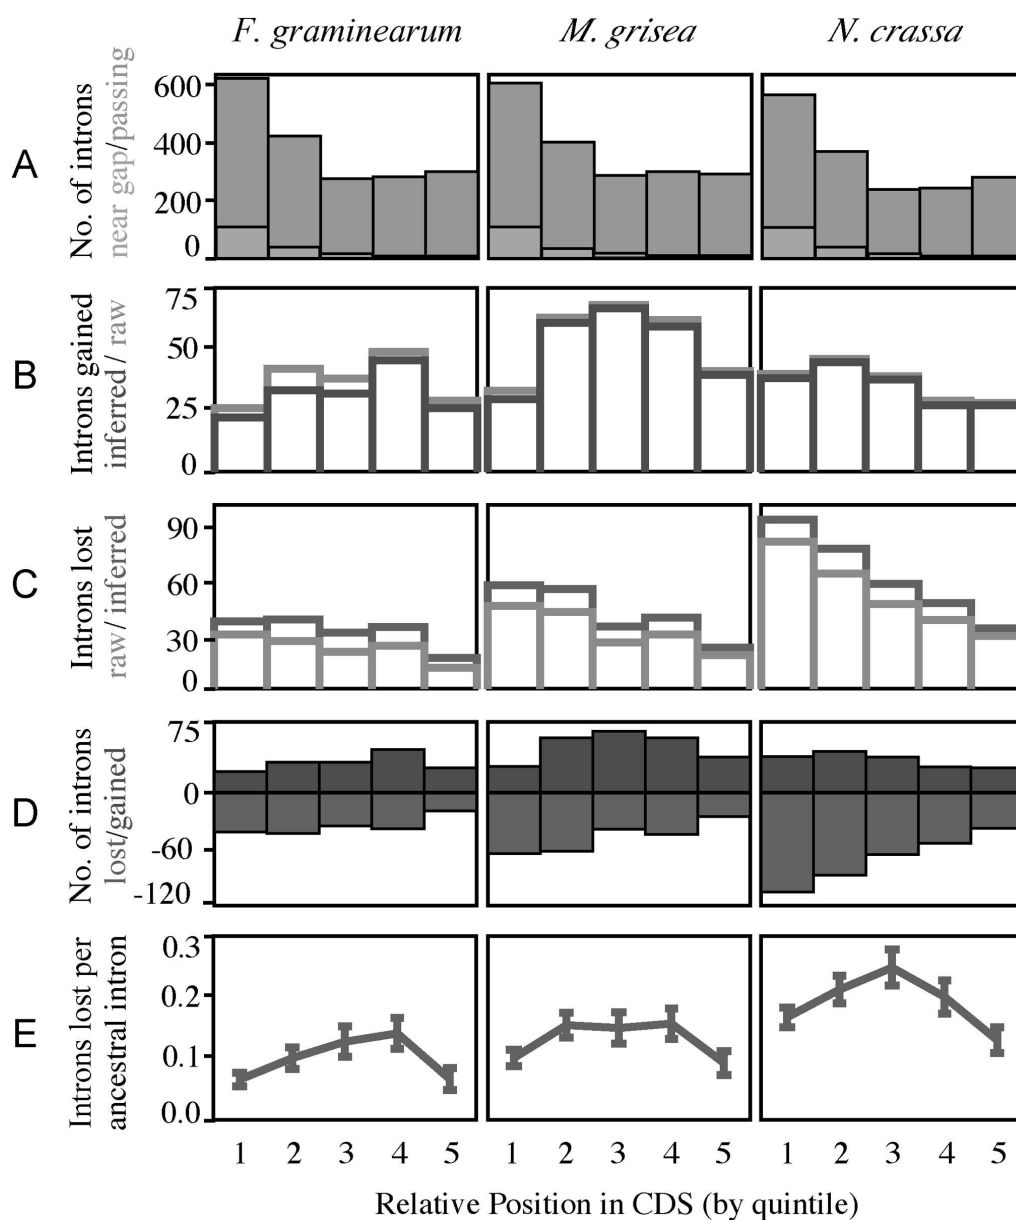 F. graminearum M. grisea N. crassa
A
No. of introns
near gap/passing
600
400
200
0
B
Introns gained
inferred / raw
75
50
25
0
C
Introns lost
raw/ inferred
90
60
30
0
D
No. of introns
lost/gained
75
0
-60
-120
E
Introns lost per
ancestral intron
0.3
0.2
0.1
0.0
1 2 3 4 5 1 2 3 4 5 1 2 3 4 5
Relative Position in CDS (by quintile)